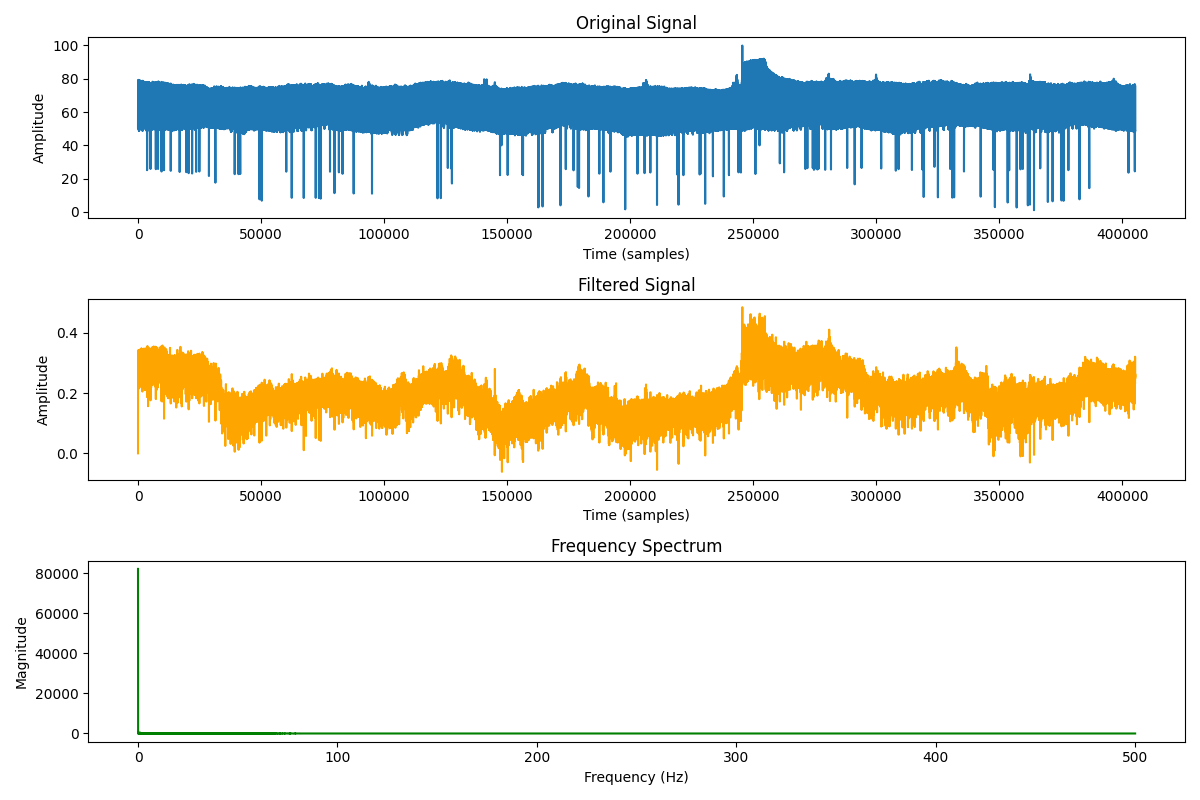 Original Signal
Amplitude
100
80
60
40
20
0
0 50000 100000 150000 200000 250000 300000 350000 400000
Time (samples)
Filtered Signal
Amplitude
0.4
0.2
0.0
0 50000 100000 150000 200000 250000 300000 350000 400000
Time (samples)
Frequency Spectrum
Magnitude
80000
60000
40000
20000
0
0 100 200 300 400 500
Frequency (Hz)